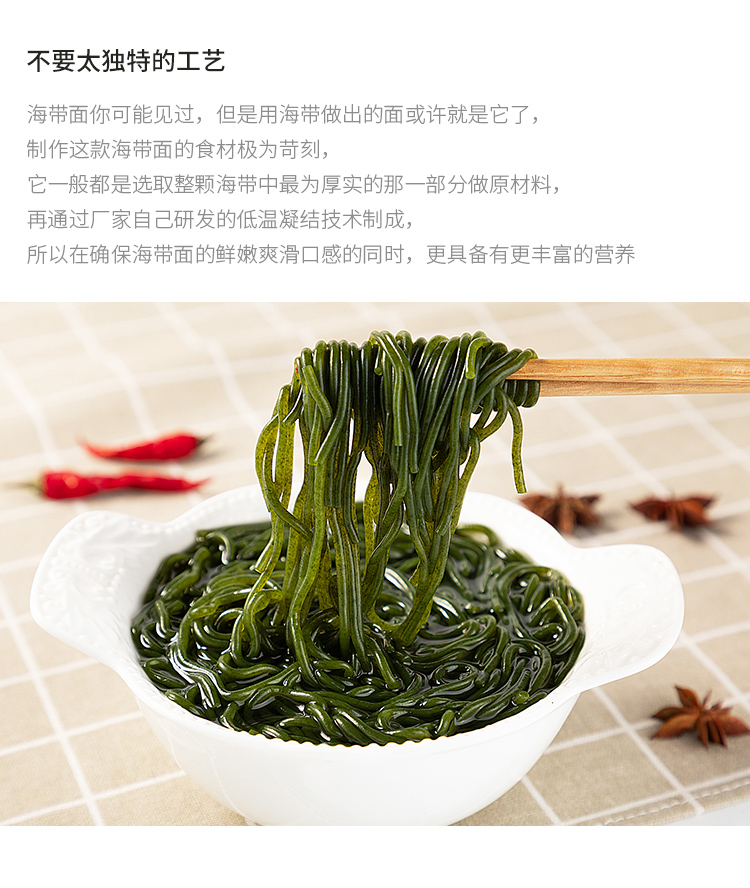 不要太独特的工艺
海带面你可能见过，但是用海带做出的面或许就是它了，
制作这款海带面的食材极为苛刻，
它一般都是选取整颗海带中最为厚实的那一部分做原材料，
再通过厂家自己研发的低温凝结技术制成，
所以在确保海带面的鲜嫩爽滑口感的同时，更具备有更丰富的营养